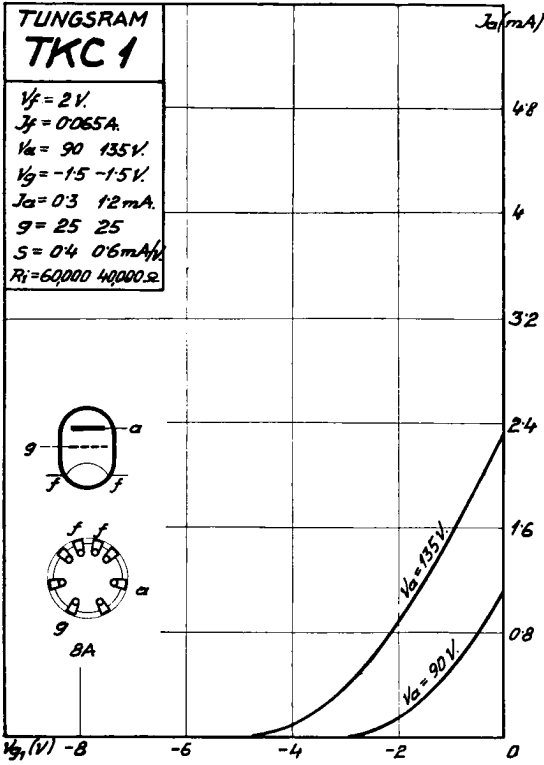 TUNGSRAM
TKC 1
Vf = 2 V.
Jf = 0·065A.
Va = 90 135 V.
Vg = -1·5 -1·5 V.
Ja = 0·3 1·2 mA.
g = 25 25
S = 0·4 0·6 mA/V
Ri = 60,000 40,000 Ω
Ja (mA)
4·8
4
3·2
2·4
1·6
0·8
0
a
g
f f
f f
a
g
8A
Va = 135 V.
Va = 90 V.
Vg1 (V) -8 -6 -4 -2 0